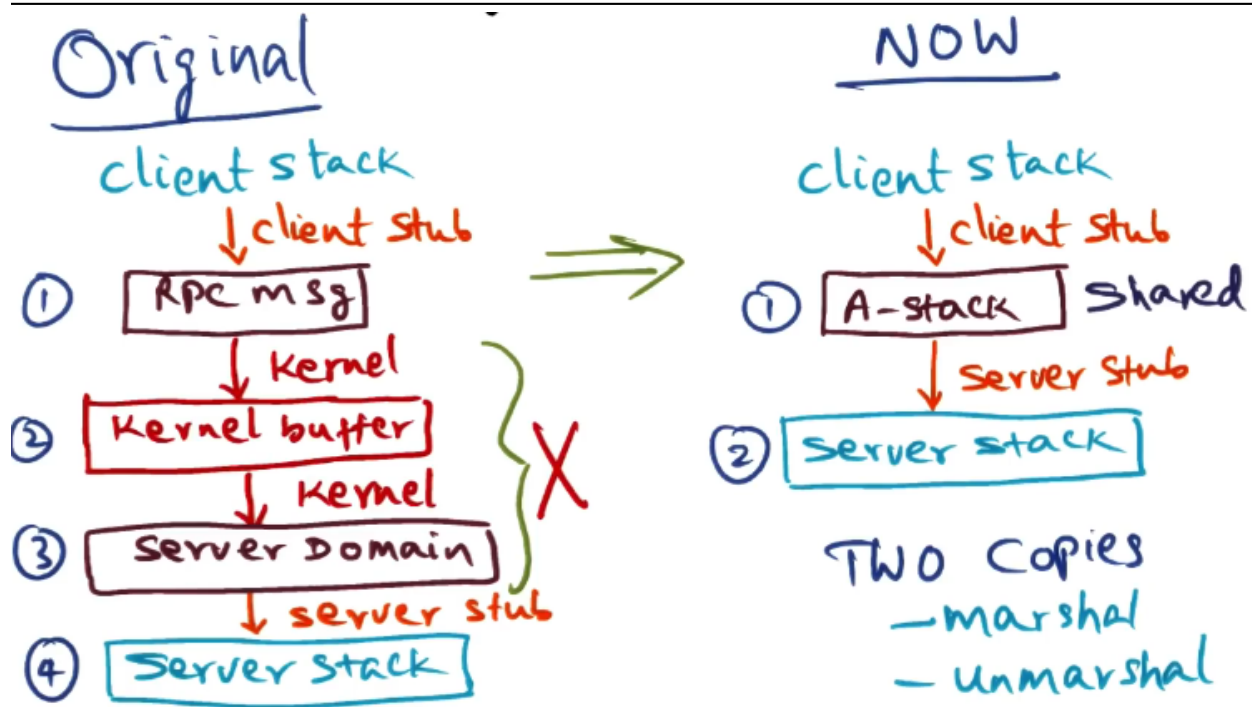 Original
client stack
client stub
① RPC msg
Kernel
② Kernel buffer
Kernel
③ Server Domain
server stub
④ Server stack
X
NOW
client stack
client stub
① A-stack Shared
Server stub
② Server stack
TWO Copies
– marshal
– unmarshal